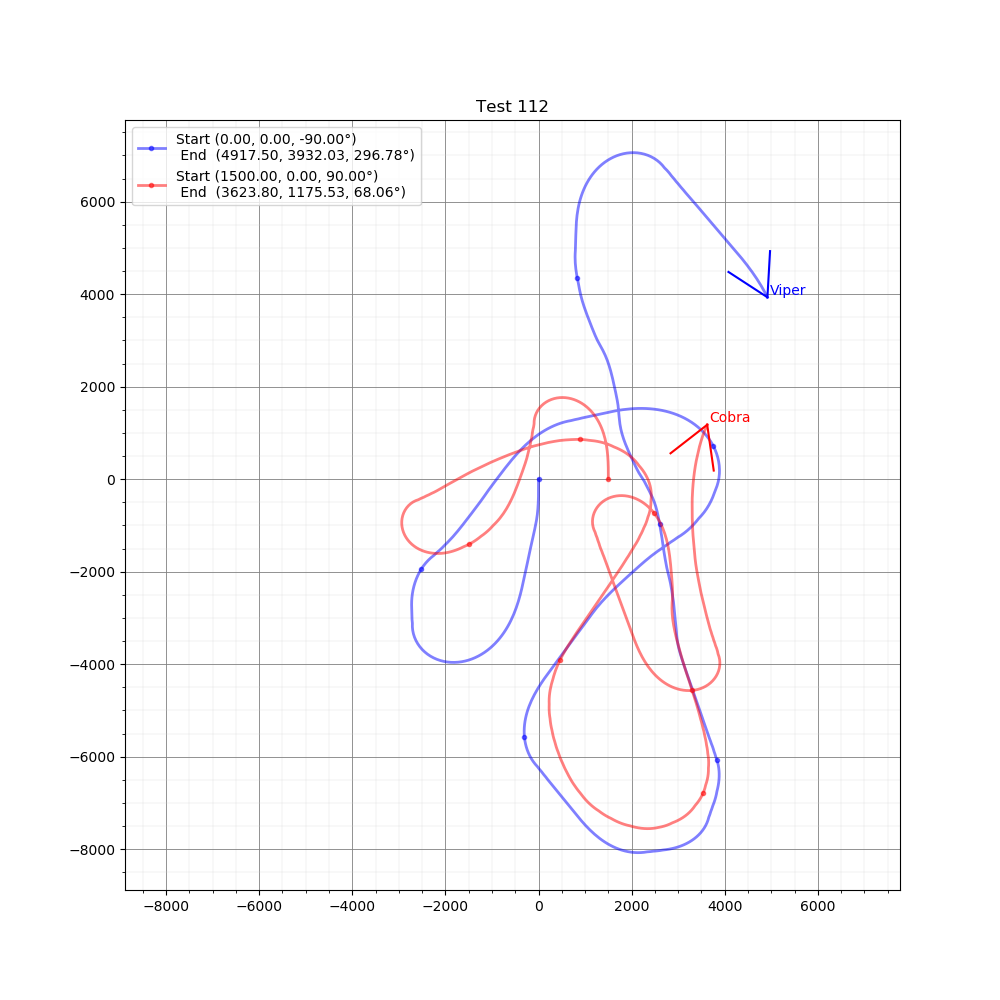 Test 112
Start (0.00, 0.00, -90.00°)
End (4917.50, 3932.03, 296.78°)
Start (1500.00, 0.00, 90.00°)
End (3623.80, 1175.53, 68.06°)
6000
4000
2000
0
−2000
−4000
−6000
−8000
Viper
Cobra
−8000 −6000 −4000 −2000 0 2000 4000 6000